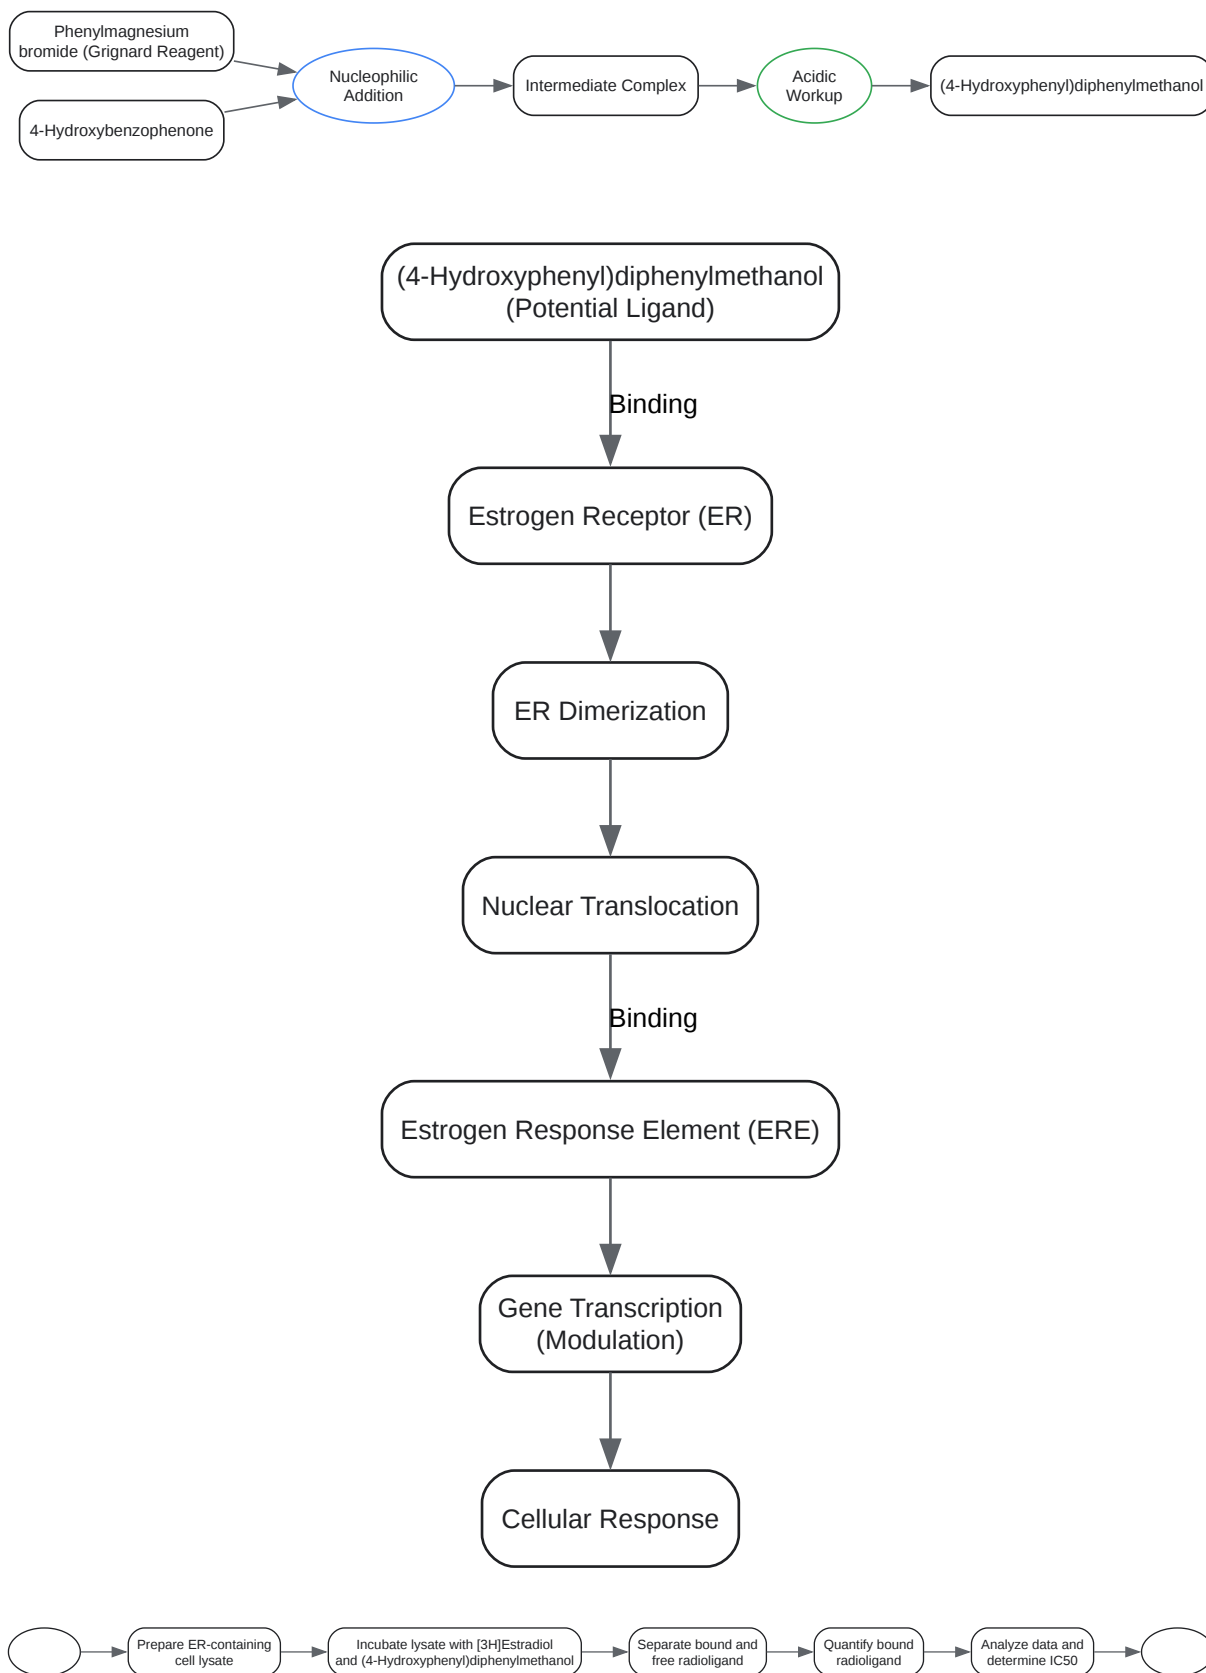 Phenylmagnesium
bromide (Grignard Reagent)
4-Hydroxybenzophenone
Nucleophilic
Addition
Intermediate Complex
Acidic
Workup
(4-Hydroxyphenyl)diphenylmethanol
(4-Hydroxyphenyl)diphenylmethanol
(Potential Ligand)
Binding
Estrogen Receptor (ER)
ER Dimerization
Nuclear Translocation
Binding
Estrogen Response Element (ERE)
Gene Transcription
(Modulation)
Cellular Response
Prepare ER-containing
cell lysate
Incubate lysate with [3H]Estradiol
and (4-Hydroxyphenyl)diphenylmethanol
Separate bound and
free radioligand
Quantify bound
radioligand
Analyze data and
determine IC50